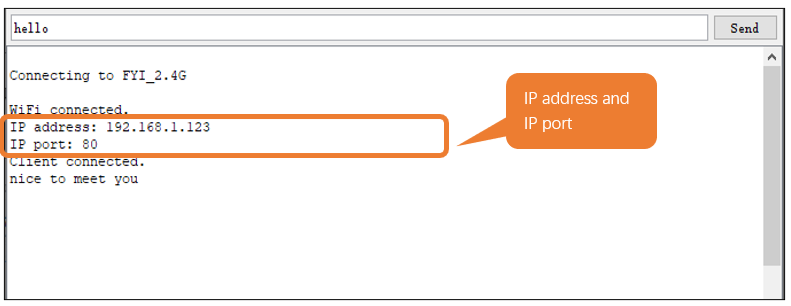 hello
Send
Connecting to FYI_2.4G
WiFi connected.
IP address: 192.168.1.123
IP port: 80
Client connected.
nice to meet you
IP address and
IP port